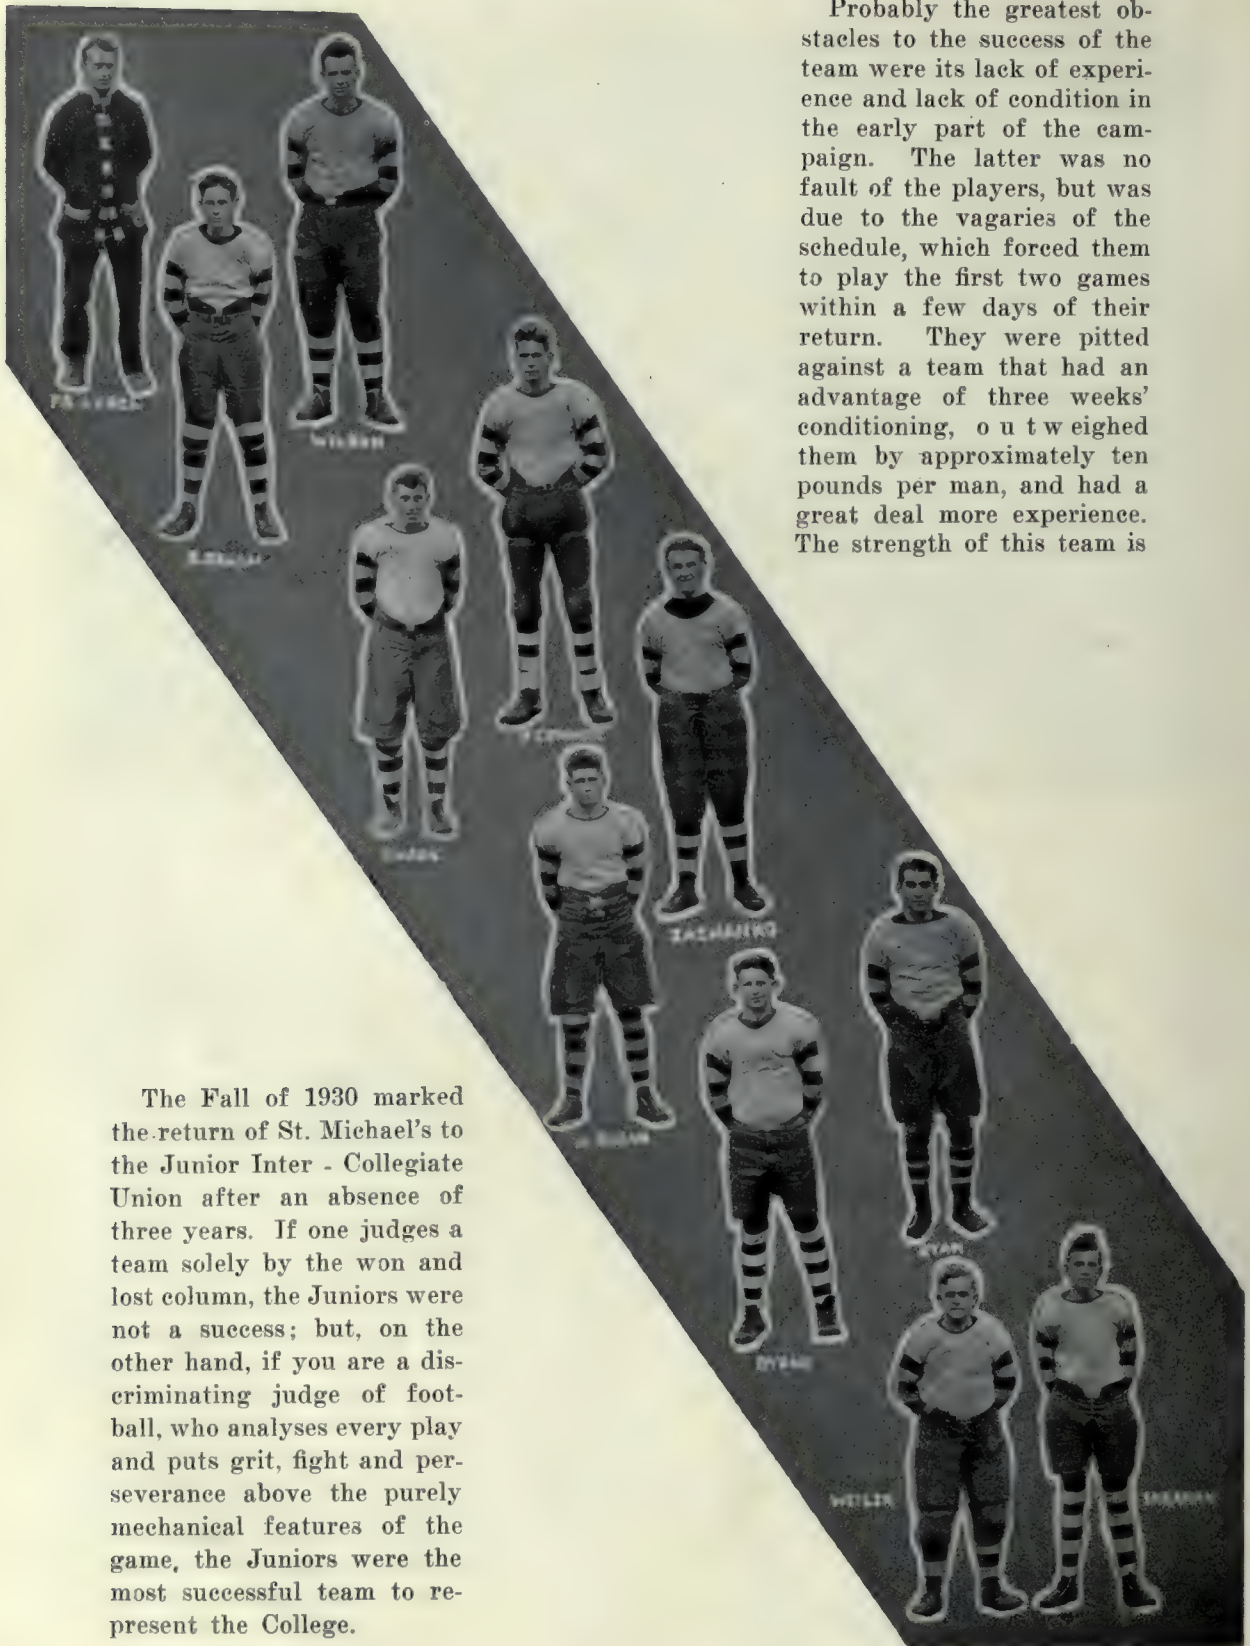 The Fall of 1930 marked
the return of St. Michael's to
the Junior Inter - Collegiate
Union after an absence of
three years. If one judges a
team solely by the won and
lost column, the Juniors were
not a success; but, on the
other hand, if you are a dis-
criminating judge of foot-
ball, who analyses every play
and puts grit, fight and per-
severance above the purely
mechanical features of the
game, the Juniors were the
most successful team to re-
present the College.
Probably the greatest ob-
stacles to the success of the
team were its lack of experi-
ence and lack of condition in
the early part of the cam-
paign. The latter was no
fault of the players, but was
due to the vagaries of the
schedule, which forced them
to play the first two games
within a few days of their
return. They were pitted
against a team that had an
advantage of three weeks'
conditioning, o u t w eighed
them by approximately ten
pounds per man, and had a
great deal more experience.
The strength of this team is
RYAN